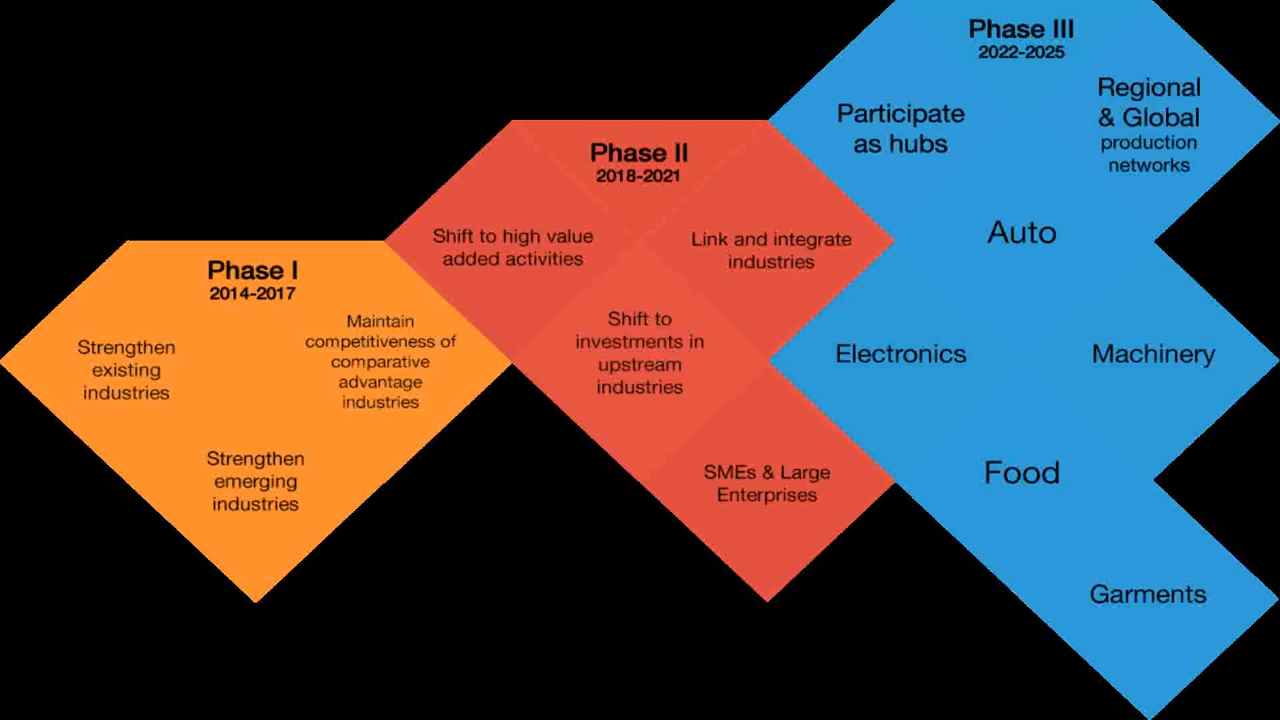 Phase I
2014-2017
Strengthen
existing
industries
Maintain
competitiveness of
comparative
advantage
industries
Strengthen
emerging
industries
Phase II
2018-2021
Shift to high value
added activities
Link and integrate
industries
Shift to
investments in
upstream
industries
SMEs & Large
Enterprises
Phase III
2022-2025
Participate
as hubs
Regional
& Global
production
networks
Auto
Electronics
Machinery
Food
Garments